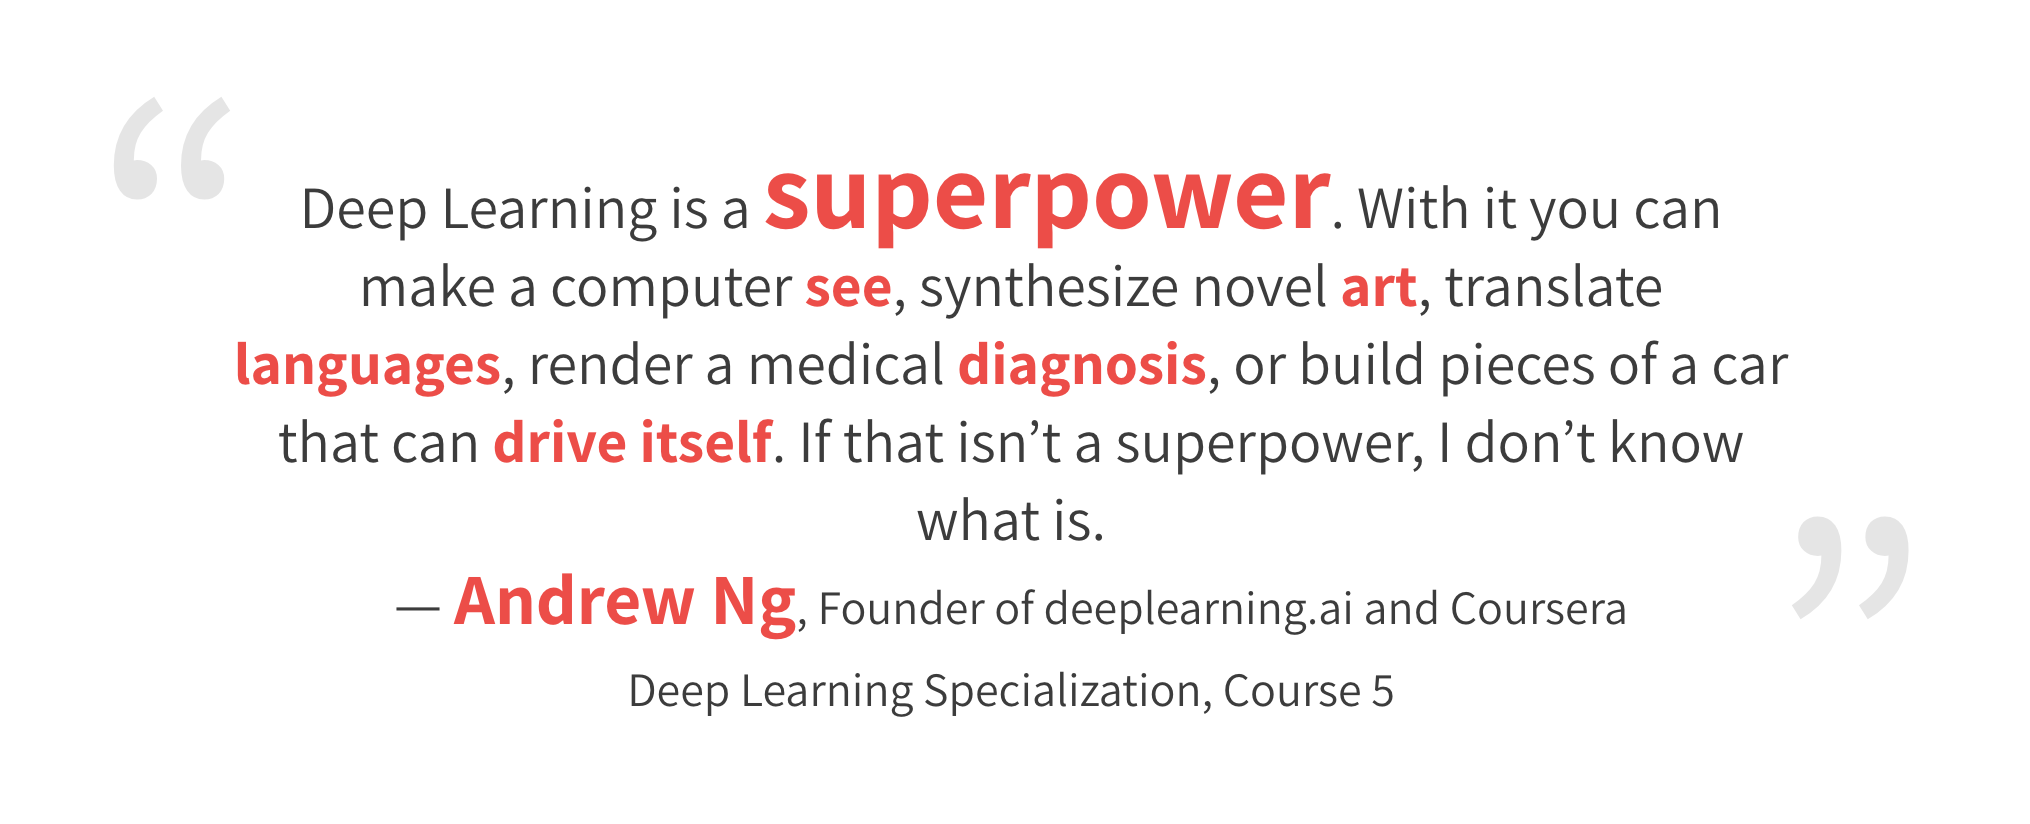 “
Deep Learning is a superpower. With it you can
make a computer see, synthesize novel art, translate
languages, render a medical diagnosis, or build pieces of a car
that can drive itself. If that isn’t a superpower, I don’t know
what is.
”
— Andrew Ng, Founder of deeplearning.ai and Coursera
Deep Learning Specialization, Course 5